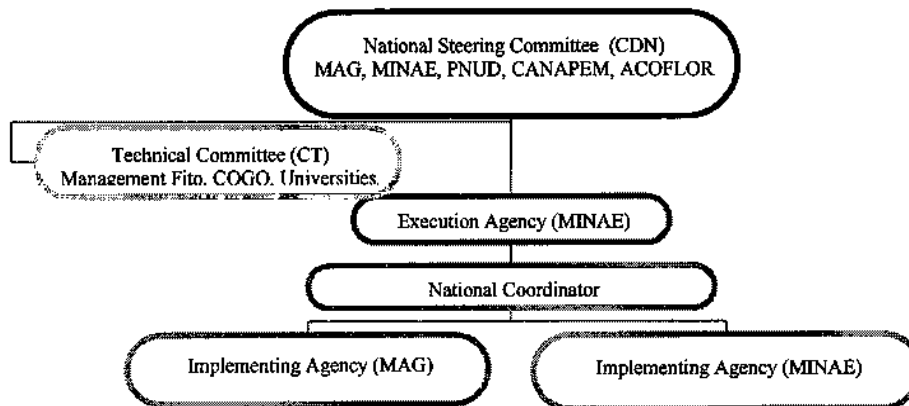 National Steering Committee (CDN)
MAG, MINAE, PNUD, CANAPEM, ACOFLOR
Technical Committee (CT)
Management Fito. COGO. Universities.
Execution Agency (MINAE)
National Coordinator
Implementing Agency (MAG)
Implementing Agency (MINAE)